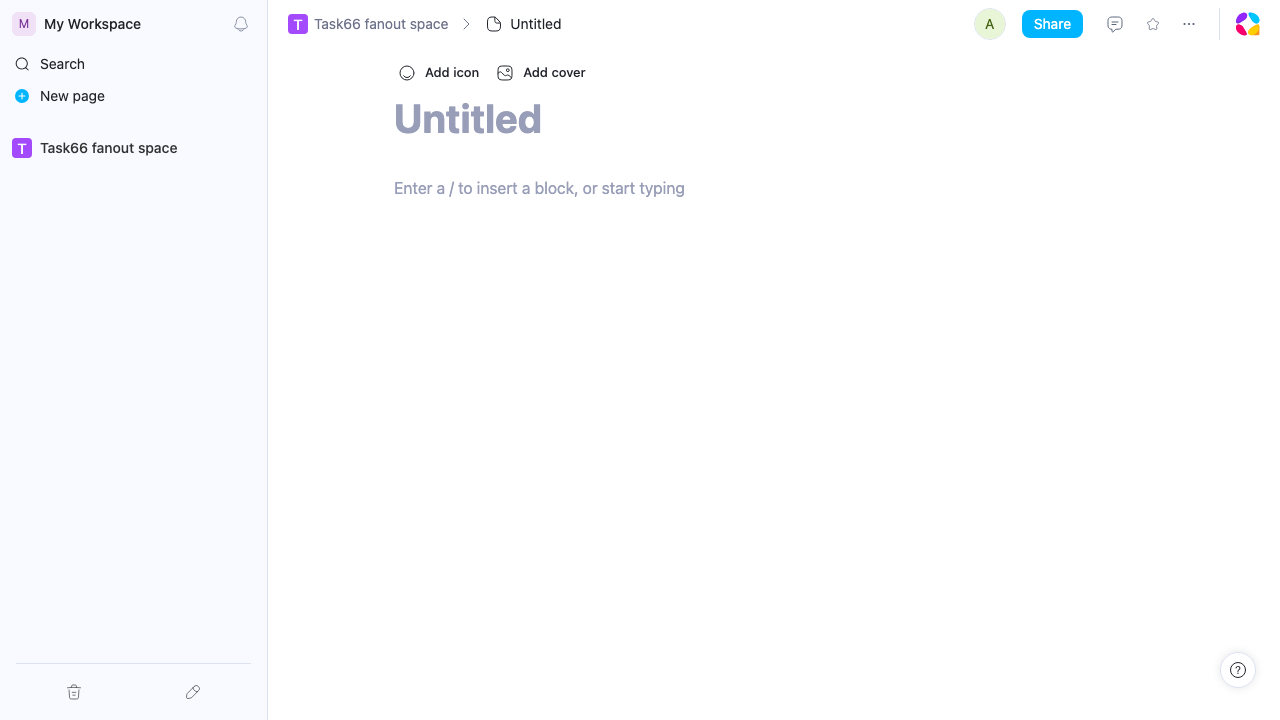 M My Workspace
Search
New page
T Task66 fanout space
T Task66 fanout space Untitled
A
Share
Add icon Add cover
Untitled
Enter a / to insert a block, or start typing
?